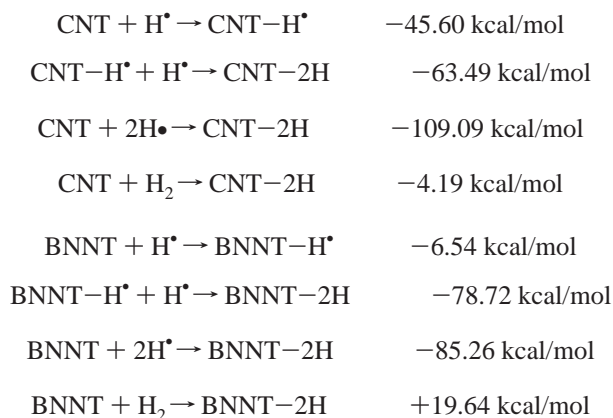 CNT + H• → CNT−H• −45.60 kcal/mol
CNT−H• + H• → CNT−2H −63.49 kcal/mol
CNT + 2H● → CNT−2H −109.09 kcal/mol
CNT + H₂ → CNT−2H −4.19 kcal/mol
BNNT + H• → BNNT−H• −6.54 kcal/mol
BNNT−H• + H• → BNNT−2H −78.72 kcal/mol
BNNT + 2H• → BNNT−2H −85.26 kcal/mol
BNNT + H₂ → BNNT−2H +19.64 kcal/mol